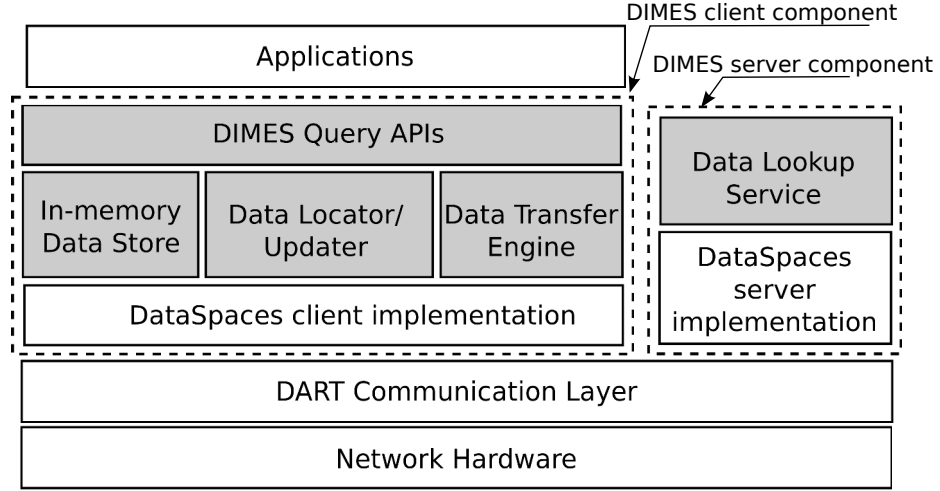 DIMES client component
Applications
DIMES server component
DIMES Query APIs
In-memory
Data Store
Data Locator/
Updater
Data Transfer
Engine
DataSpaces client implementation
Data Lookup
Service
DataSpaces
server
implementation
DART Communication Layer
Network Hardware